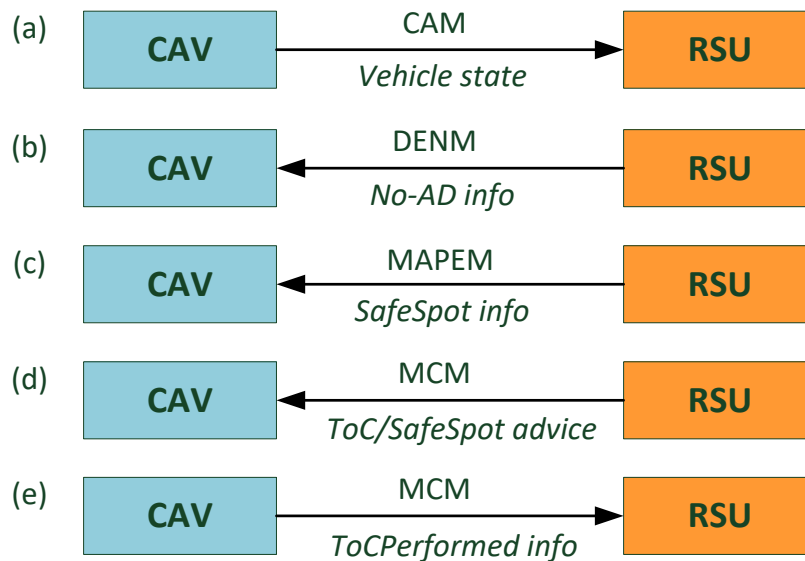 (a) CAV CAM RSU
Vehicle state
(b) CAV DENM RSU
No-AD info
(c) CAV MAPEM RSU
SafeSpot info
(d) CAV MCM RSU
ToC/SafeSpot advice
(e) CAV MCM RSU
ToCPerformed info